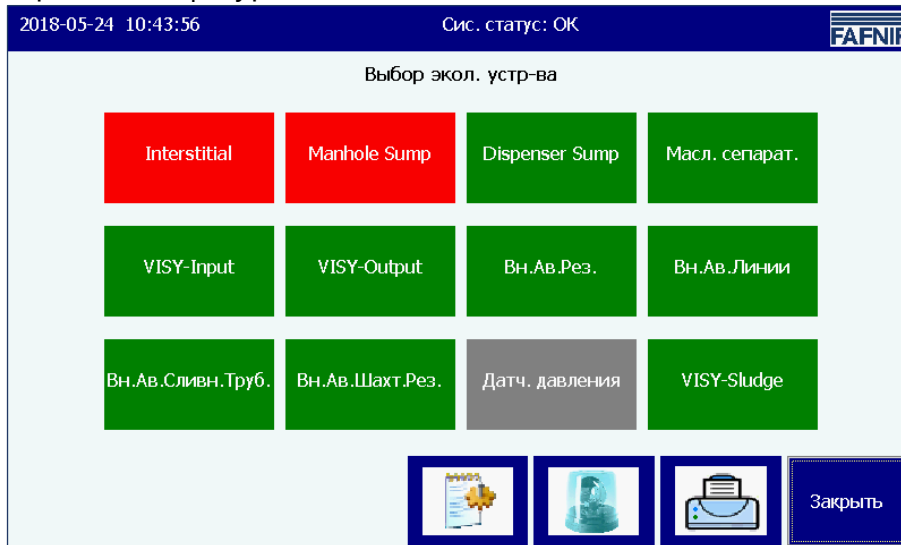 2018-05-24 10:43:56 Сис. статус: OK FAFNIR
Выбор экол. устр-ва
Interstitial Manhole Sump Dispenser Sump Масл. сепарат.
VISY-Input VISY-Output Вн.Ав.Рез. Вн.Ав.Линии
Вн.Ав.Сливн.Труб. Вн.Ав.Шахт.Рез. Датч. давления VISY-Sludge
Закрыть